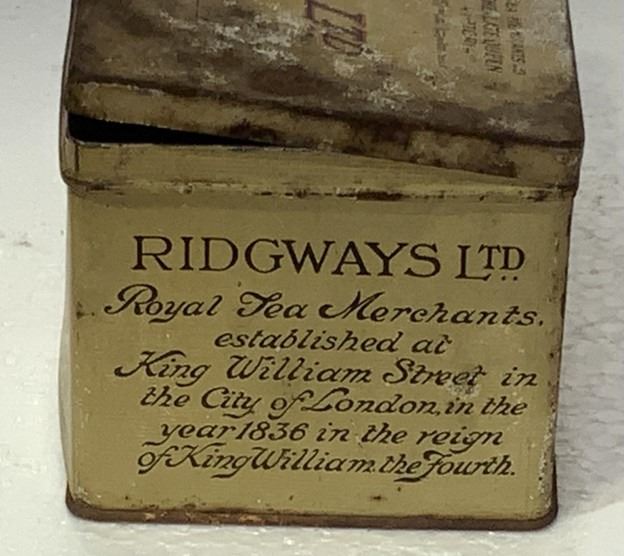 LTD
RIDGWAYS LTD
Royal Tea Merchants.
established at
King William Street in
the City of London, in the
year 1836 in the reign
of King William the Fourth.